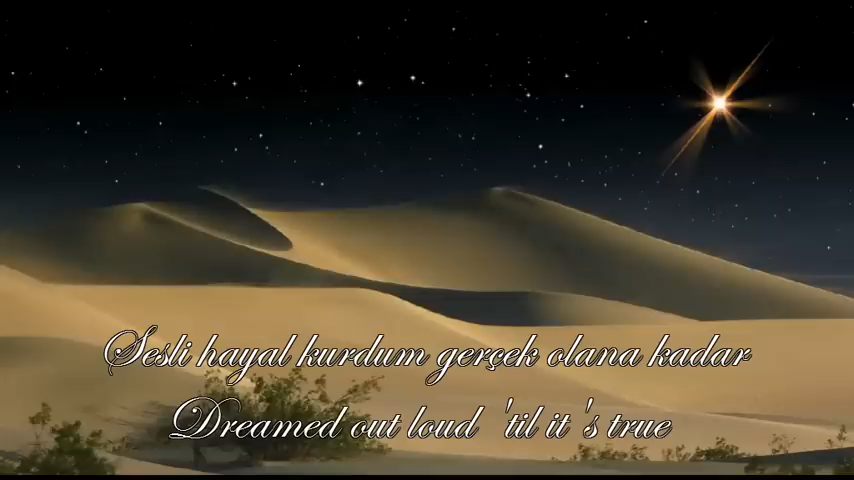 Sesli hayal kurdum gerçek olana kadar
Dreamed out loud 'til it 's true